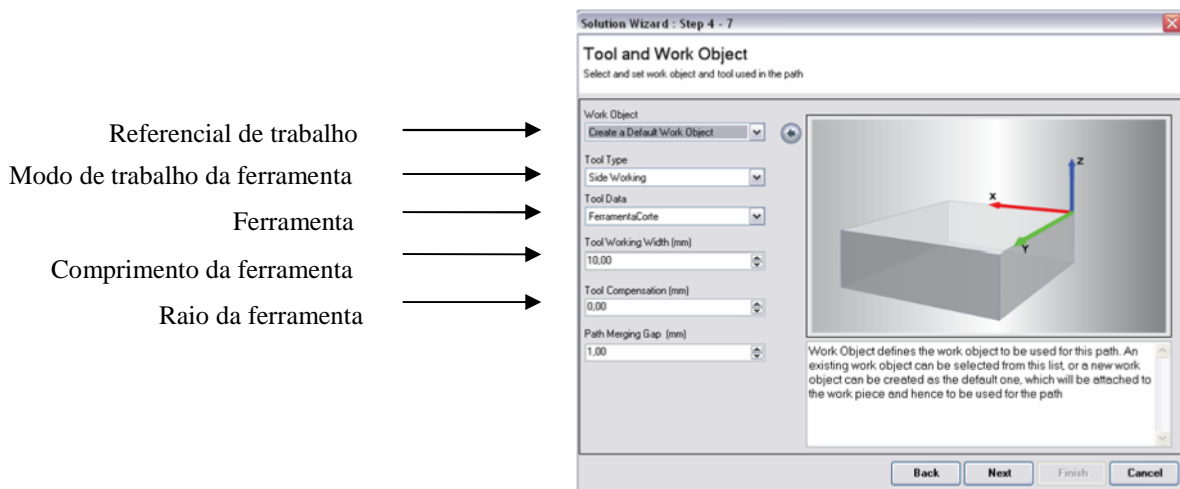 Referencial de trabalho
Modo de trabalho da ferramenta
Ferramenta
Comprimento da ferramenta
Raio da ferramenta
Solution Wizard : Step 4 - 7
Tool and Work Object
Select and set work object and tool used in the path
Work Object
Create a Default Work Object
Tool Type
Side Working
Tool Data
FerramentaCorte
Tool Working Width (mm)
10,00
Tool Compensation (mm)
0,00
Path Merging Gap (mm)
1,00
Z
X
Y
Work Object defines the work object to be used for this path. An
existing work object can be selected from this list, or a new work
object can be created as the default one, which will be attached to
the work piece and hence to be used for the path
Back Next Finish Cancel